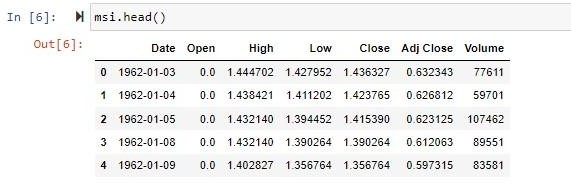 In [6]: msi.head()
Out[6]:
Date Open High Low Close Adj Close Volume
0 1962-01-03 0.0 1.444702 1.427952 1.436327 0.632343 77611
1 1962-01-04 0.0 1.438421 1.411202 1.423765 0.626812 59701
2 1962-01-05 0.0 1.432140 1.394452 1.415390 0.623125 107462
3 1962-01-08 0.0 1.432140 1.390264 1.390264 0.612063 89551
4 1962-01-09 0.0 1.402827 1.356764 1.356764 0.597315 83581